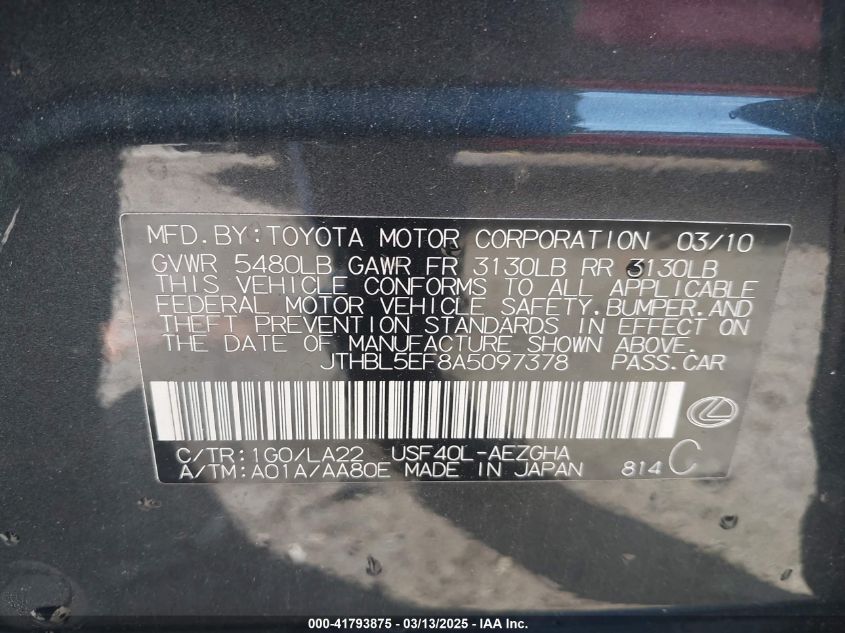 MFD.BY:TOYOTA MOTOR CORPORATION 03/10
GVWR 5480LB GAWR FR 3130LB RR 3130LB
THIS VEHICLE CONFORMS TO ALL APPLICABLE
FEDERAL MOTOR VEHICLE SAFETY,BUMPER,AND
THEFT PREVENTION STANDARDS IN EFFECT ON
THE DATE OF MANUFACTURE SHOWN ABOVE.
JTHBL5EF8A5097378 PASS.CAR
C/TR:1G0/LA22 USF40L-AEZGHA
A/TM:A01A/AA80E MADE IN JAPAN 814 C
000-41793875 - 03/13/2025 - IAA Inc.